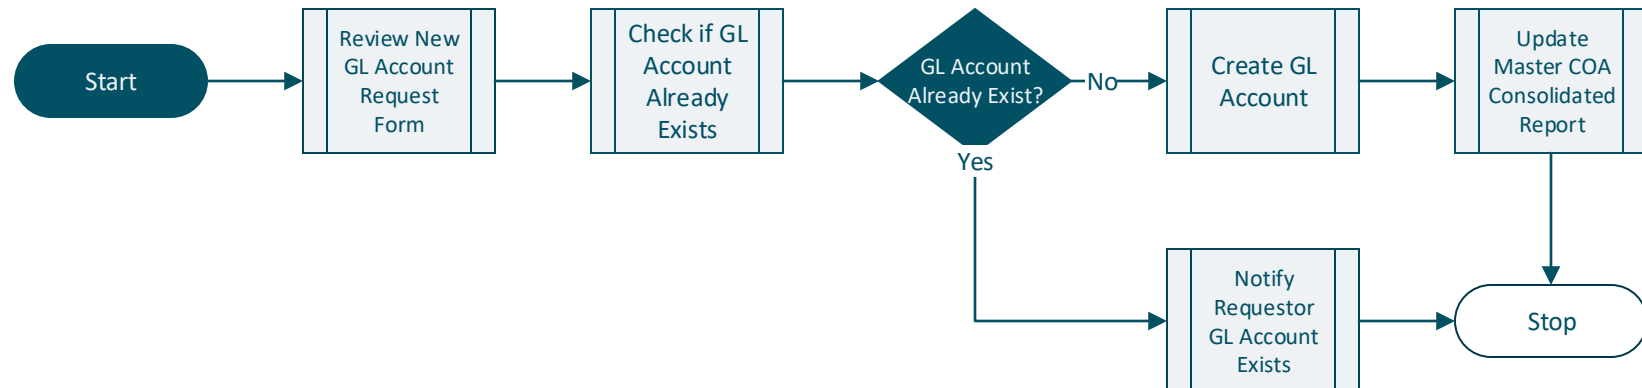 Start
Review New
GL Account
Request
Form
Check if GL
Account
Already
Exists
GL Account
Already Exist?
No
Create GL
Account
Update
Master COA
Consolidated
Report
Yes
Notify
Requestor
GL Account
Exists
Stop